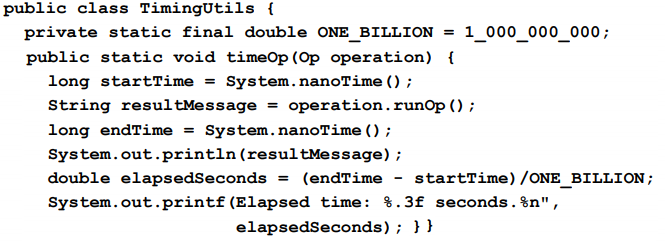 public class TimingUtils {
private static final double ONE_BILLION = 1_000_000_000;
public static void timeOp(Op operation) {
long startTime = System.nanoTime();
String resultMessage = operation.runOp();
long endTime = System.nanoTime();
System.out.println(resultMessage);
double elapsedSeconds = (endTime - startTime)/ONE_BILLION;
System.out.printf(Elapsed time: %.3f seconds.%n",
elapsedSeconds); } }